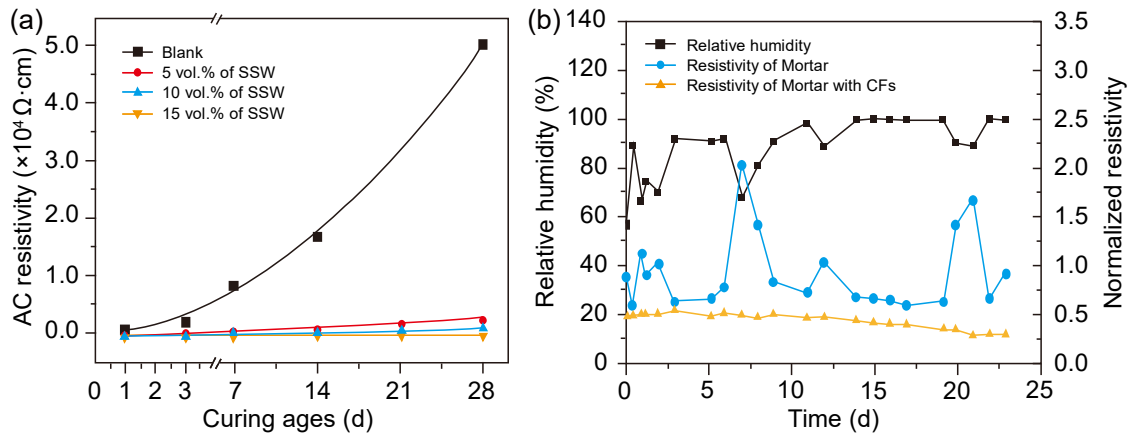 (a)
AC resistivity (×10⁴ Ω·cm)
5.0
4.0
5.0
2.0
1.0
0.0
Blank
5 vol.% of SSW
10 vol.% of SSW
15 vol.% of SSW
0 1 2 3 7 14 21 28
Curing ages (d)
(b)
Relative humidity (%)
140
120
100
80
60
40
20
0
Relative humidity
Resistivity of Mortar
Resistivity of Mortar with CFs
0 5 10 15 20 25
Time (d)
3.5
3.0
2.5
2.0
1.5
1.0
0.5
0.0
Normalized resistivity